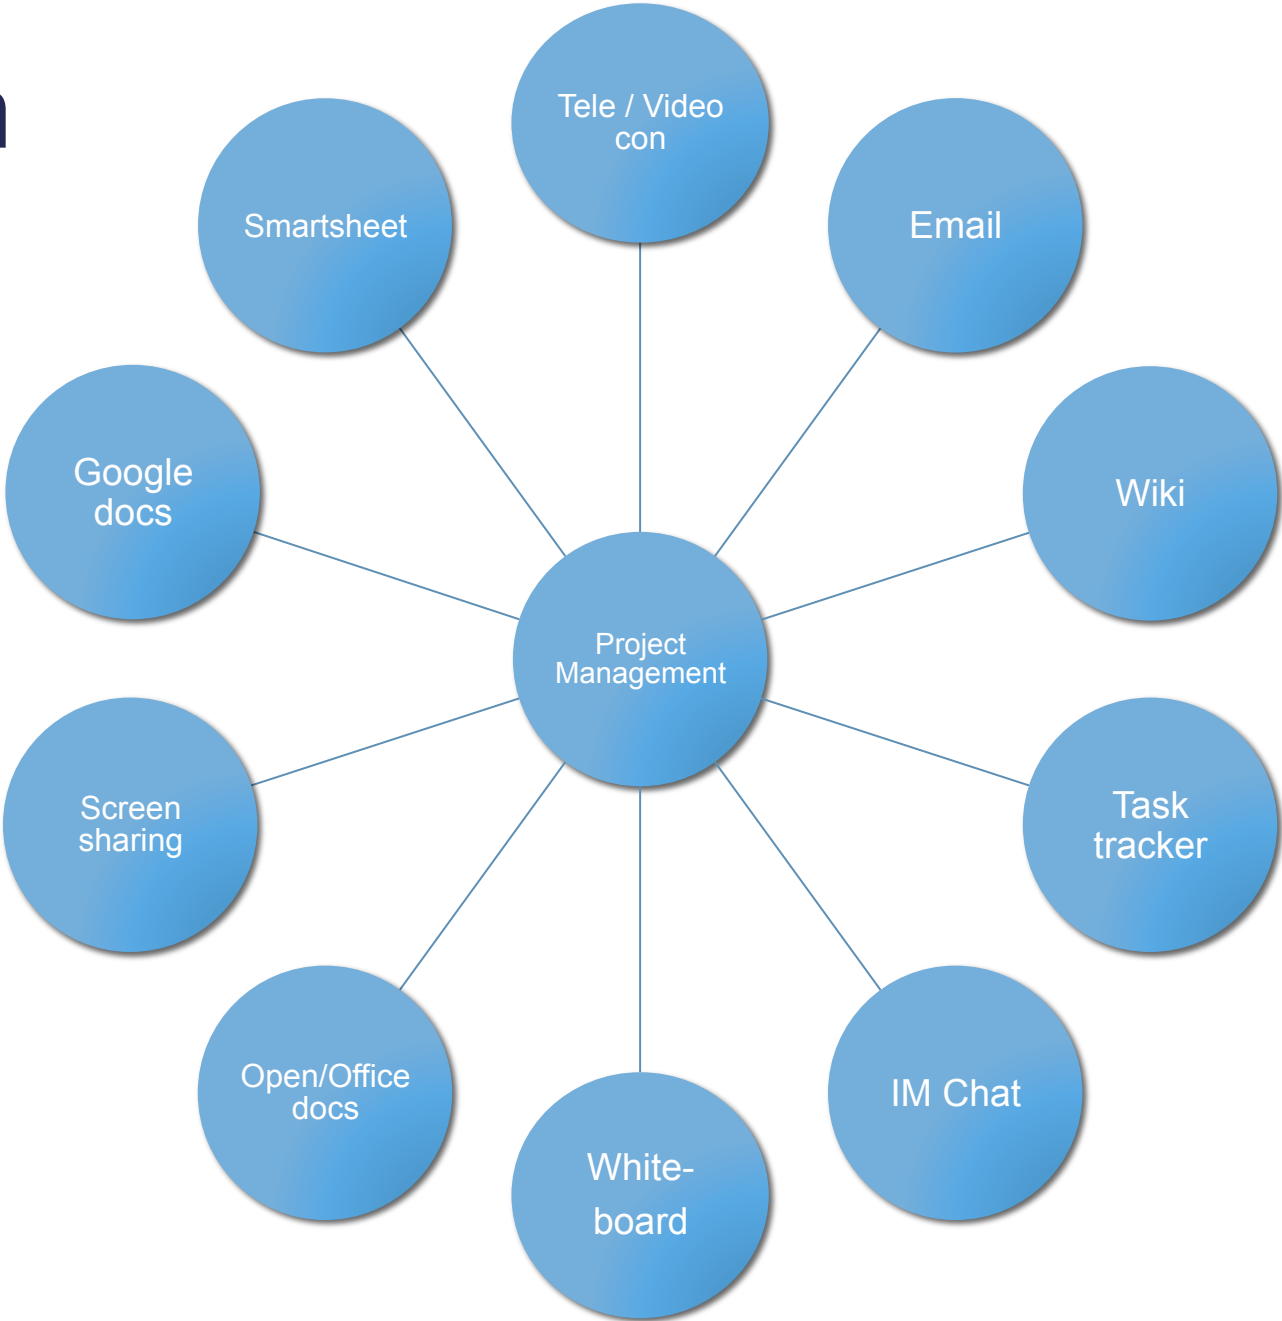 Tele / Video
con
Email
Wiki
Task
tracker
IM Chat
White-
board
Open/Office
docs
Screen
sharing
Google
docs
Smartsheet
Project
Management